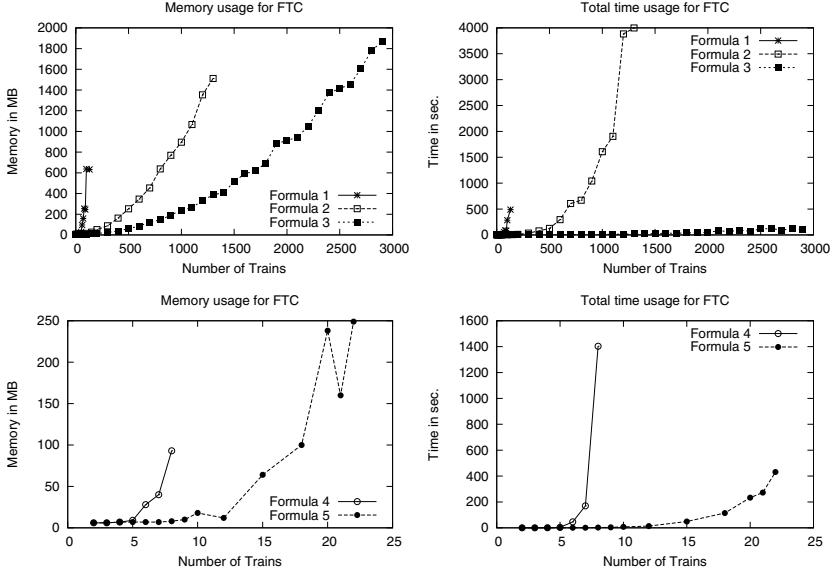 Memory usage for FTC
2000
1800
1600
1400
1200
1000
800
600
400
200
0
0 500 1000 1500 2000 2500 3000
Memory in MB
Number of Trains
Formula 1
Formula 2
Formula 3
Total time usage for FTC
4000
3500
3000
2500
2000
1500
1000
500
0
0 500 1000 1500 2000 2500 3000
Time in sec.
Number of Trains
Formula 1
Formula 2
Formula 3
Memory usage for FTC
250
200
150
100
50
0
0 5 10 15 20 25
Memory in MB
Number of Trains
Formula 4
Formula 5
Total time usage for FTC
1600
1400
1200
1000
800
600
400
200
0
0 5 10 15 20 25
Time in sec.
Number of Trains
Formula 4
Formula 5